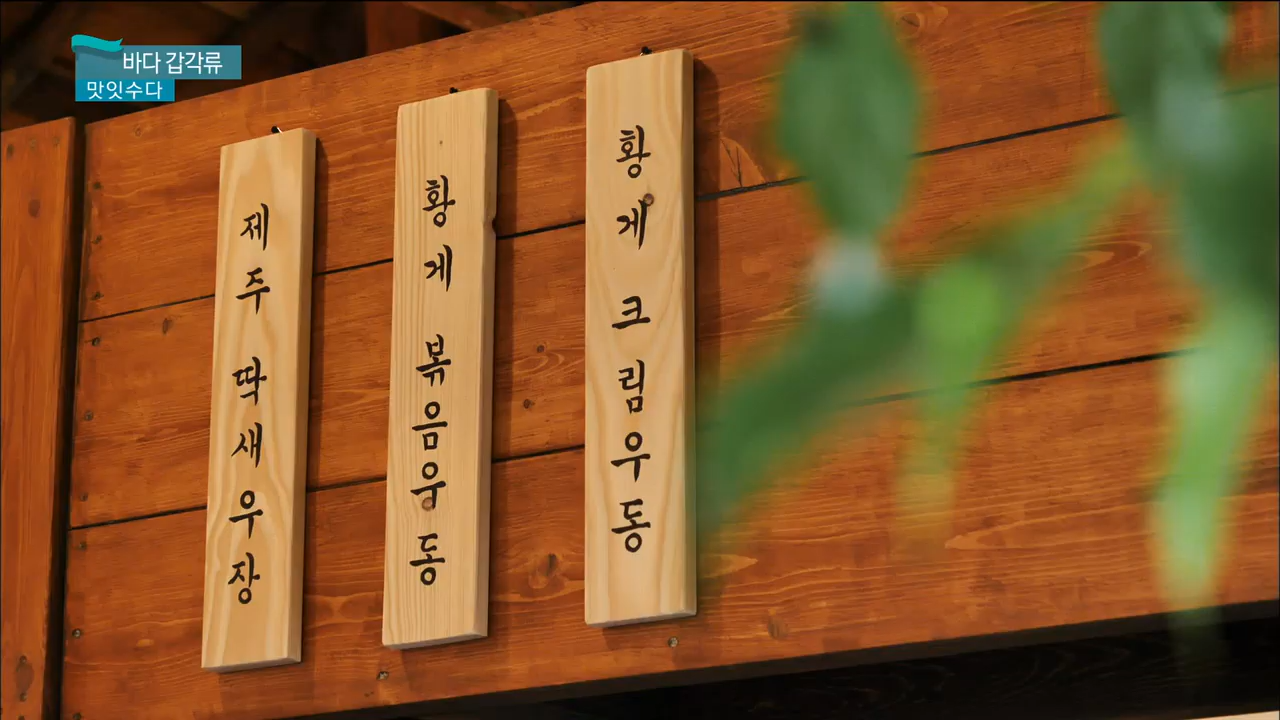 바다 갑각류
맛잇수다
제주 딱새우장
황게 볶음우동
황게 크림우동